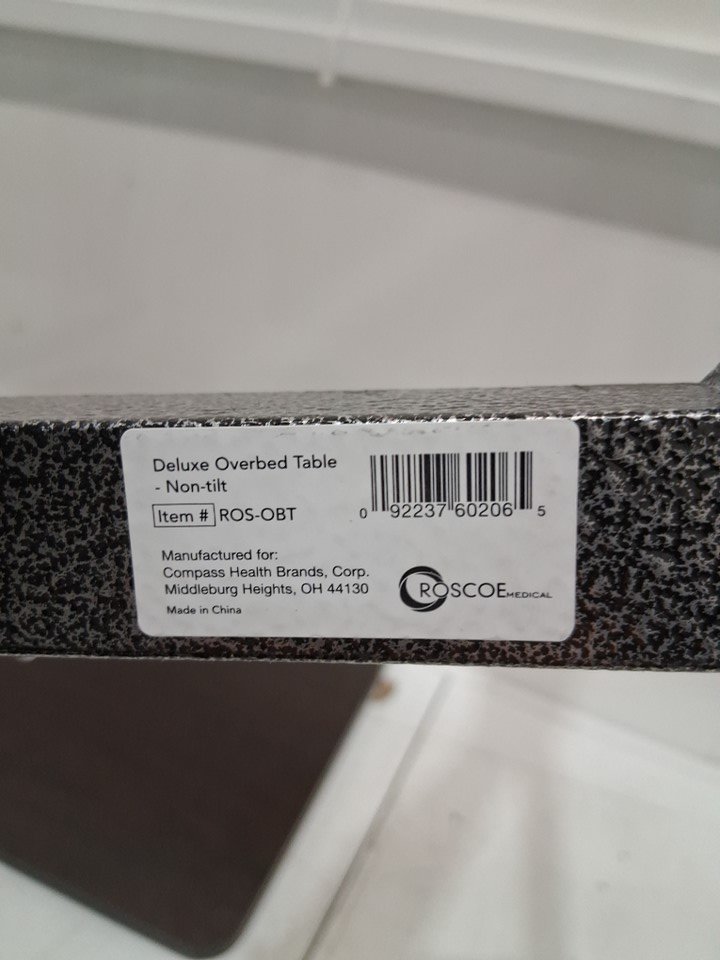 Deluxe Overbed Table
- Non-tilt
Item # ROS-OBT
0 92237 60206 5
Manufactured for:
Compass Health Brands, Corp.
Middleburg Heights, OH 44130
Made in China
ROSCOE MEDICAL